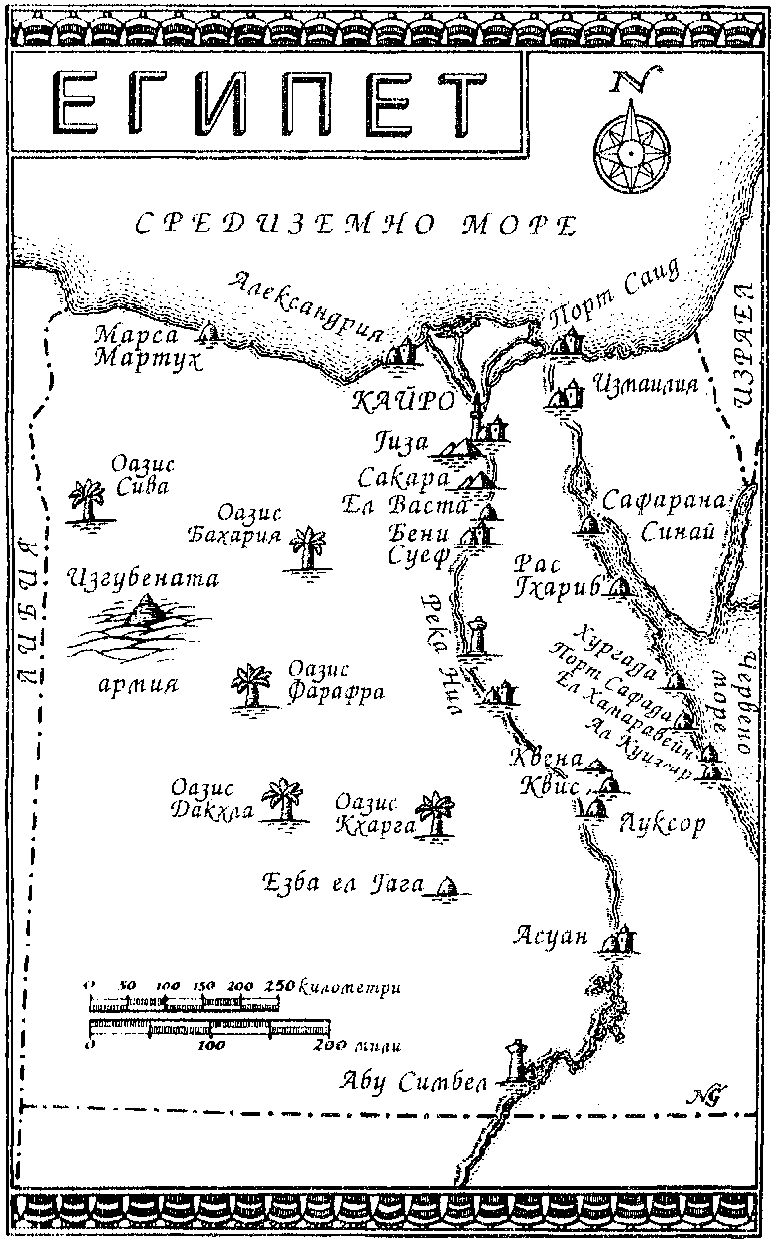 ЕГИПЕТ
N
СРЕДИЗЕМНО МОРЕ
Александрия
Порт Саид
Марса
Мартух
ИЗРАЕЛ
Измаилия
КАЙРО
Гиза
Сакара
Ел Васта
Бени
Суеф
Оазис
Сива
Оазис
Бахария
Сафарана
Синай
Рас
Гхариб
ЛИБИЯ
Изгубената
армия
Река Нил
Оазис
Фарафра
Хургада
Порт Сафада
Ел Хамаравейн
Ал Куизир
Червено
море
Квена
Квис
Луксор
Оазис
Дакхла
Оазис
Кхарга
Езба ел Гага
Асуан
0 50 100 150 200 250 километри
0 100 200 мили
Абу Симбел
NG